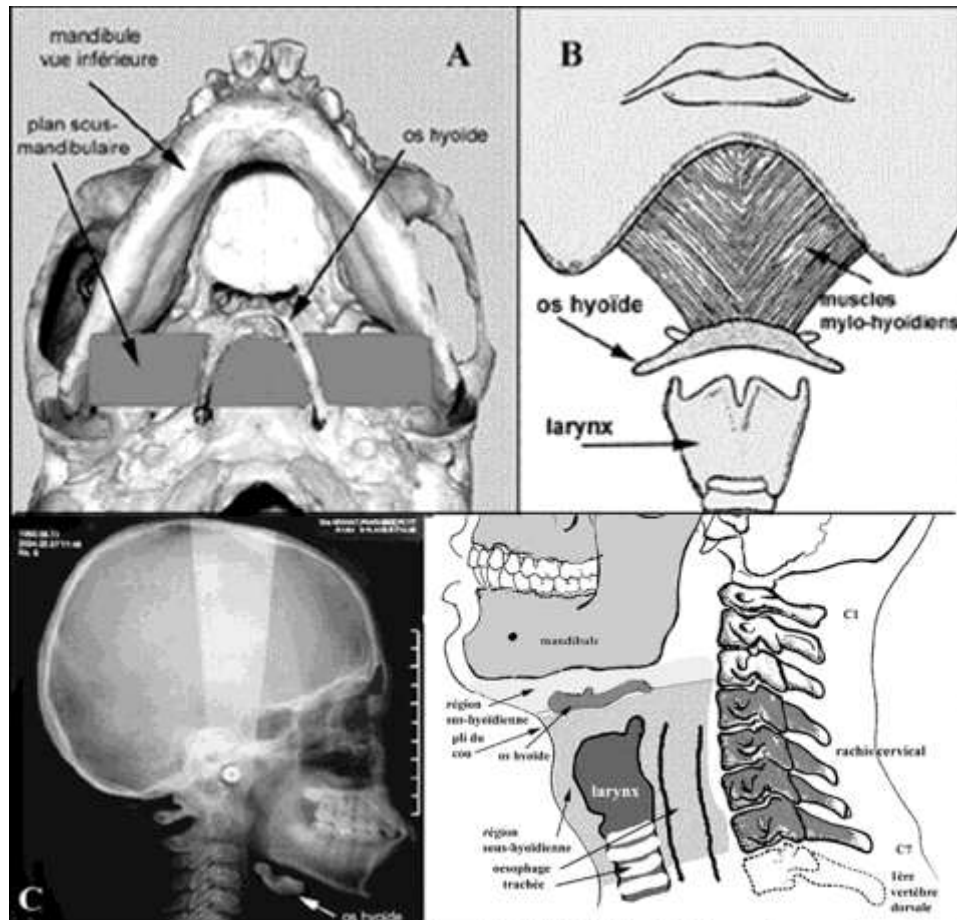 mandibule
vue inférieure
A
plan sous-
mandibulaire
os hyoïde
B
os hyoïde
muscles
mylo-hyoïdiens
larynx
C
os hyoïde
mandibule
C1
région
sus-hyoïdienne
pli du
cou
os hyoïde
rachis cervical
larynx
région
sous-hyoïdienne
oesophage
trachée
C7
1ère
vertèbre
dorsale